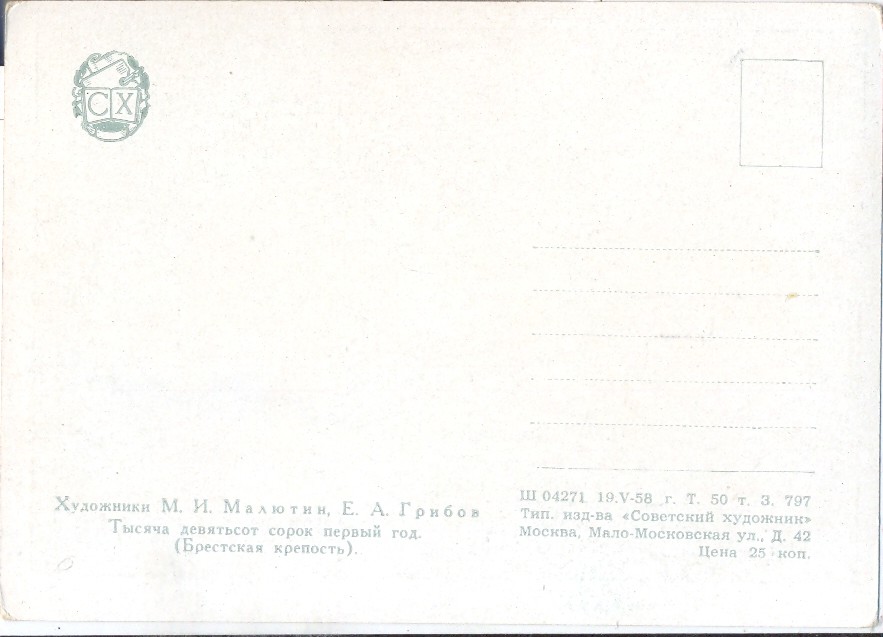 СХ
Художники М. И. Малютин, Е. А. Грибов
Тысяча девятьсот сорок первый год.
(Брестская крепость).
Ш 04271 19.V-58 г. Т. 50 т. З. 797
Тип. изд-ва «Советский художник»
Москва, Мало-Московская ул., Д. 42
Цена 25 коп.